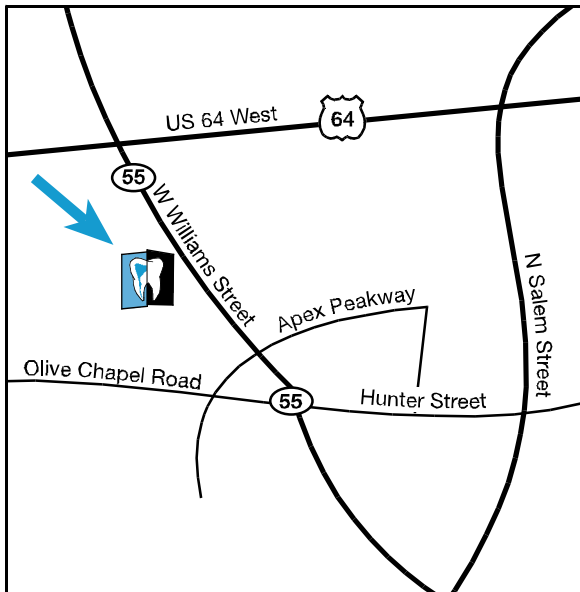 US 64 West
64
55
W Williams Street
N Salem Street
Apex Peakway
Olive Chapel Road
55
Hunter Street